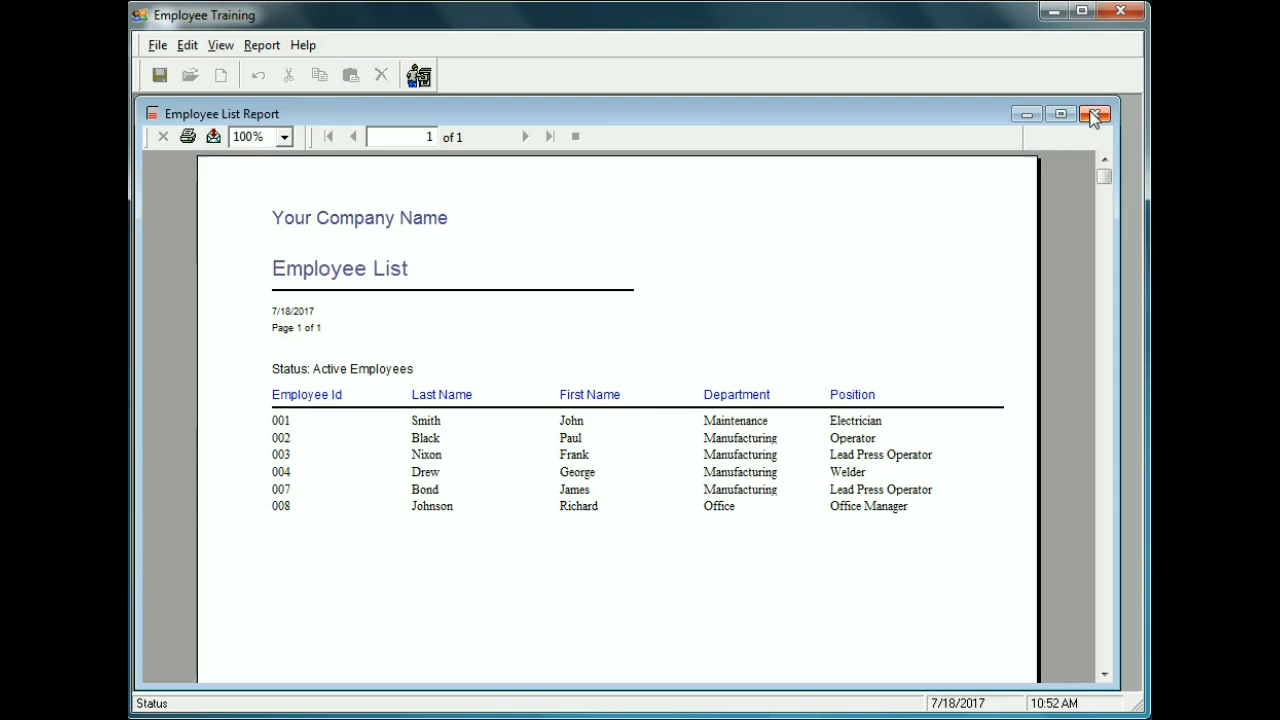 Employee Training
File Edit View Report Help
Employee List Report
100% 1 of 1
Your Company Name
Employee List
7/18/2017
Page 1 of 1
Status: Active Employees
Employee Id Last Name First Name Department Position
001 Smith John Maintenance Electrician
002 Black Paul Manufacturing Operator
003 Nixon Frank Manufacturing Lead Press Operator
004 Drew George Manufacturing Welder
007 Bond James Manufacturing Lead Press Operator
008 Johnson Richard Office Office Manager
Status 7/18/2017 10:52 AM